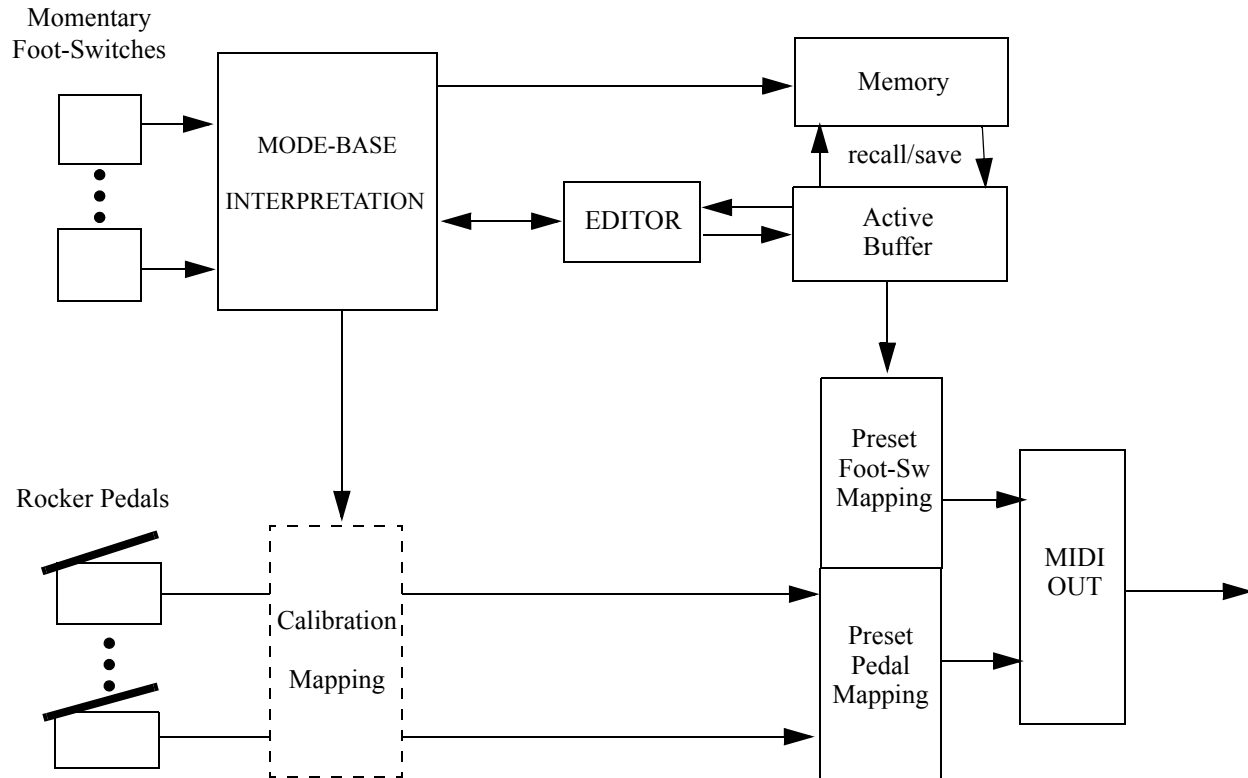 Momentary
Foot-Switches
MODE-BASE
INTERPRETATION
Memory
recall/save
EDITOR
Active
Buffer
Preset
Foot-Sw
Mapping
Rocker Pedals
Calibration
Mapping
Preset
Pedal
Mapping
MIDI
OUT